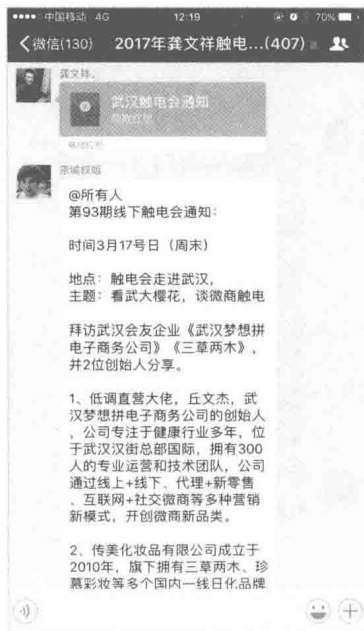 中国移动 4G 12:19 70%
微信(130) 2017年龚文祥触电...(407)
龚文祥.
武汉触电会通知
@所有人
第93期线下触电会通知：
时间3月17号日（周末）
地点：触电会走进武汉，
主题：看武大樱花，谈微商触电
拜访武汉会友企业《武汉梦想拼
电子商务公司》《三草两木》，
并2位创始人分享。
1、低调直营大佬，丘文杰，武
汉梦想拼电子商务公司的创始人
，公司专注于健康行业多年，位
于武汉汉街总部国际，拥有300
人的专业运营和技术团队，公司
通过线上+线下、代理+新零售
、互联网+社交微商等多种营销
新模式，开创微商新品类。
2、传美化妆品有限公司成立于
2010年，旗下拥有三草两木、珍
慕彩妆等多个国内一线日化品牌